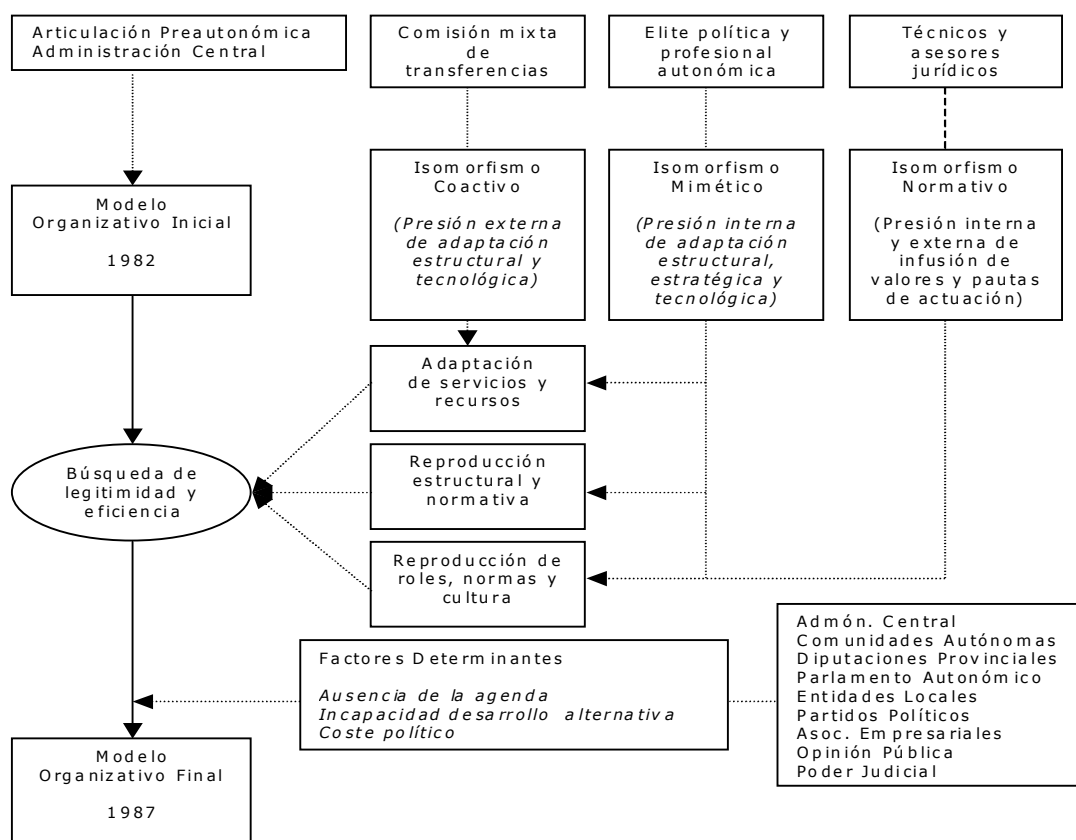 Articulación Preautonómica
Administración Central
Comisión mixta
de
transferencias
Elite política y
profesional
autonómica
Técnicos y
asesores
jurídicos
Modelo
Organizativo Inicial
1982
Isomorfismo
Coactivo
(Presión externa
de adaptación
estructural y
tecnológica)
Isomorfismo
Mimético
(Presión interna
de adaptación
estructural,
estratégica y
tecnológica)
Isomorfismo
Normativo
(Presión interna
y externa de
infusión de
valores y pautas
de actuación)
Adaptación
de servicios y
recursos
Búsqueda de
legitimidad y
eficiencia
Reproducción
estructural y
normativa
Reproducción de
roles, normas y
cultura
Factores Determinantes
Ausencia de la agenda
Incapacidad desarrollo alternativa
Coste político
Admón. Central
Comunidades Autónomas
Diputaciones Provinciales
Parlamento Autonómico
Entidades Locales
Partidos Políticos
Asoc. Empresariales
Opinión Pública
Poder Judicial
Modelo
Organizativo Final
1987